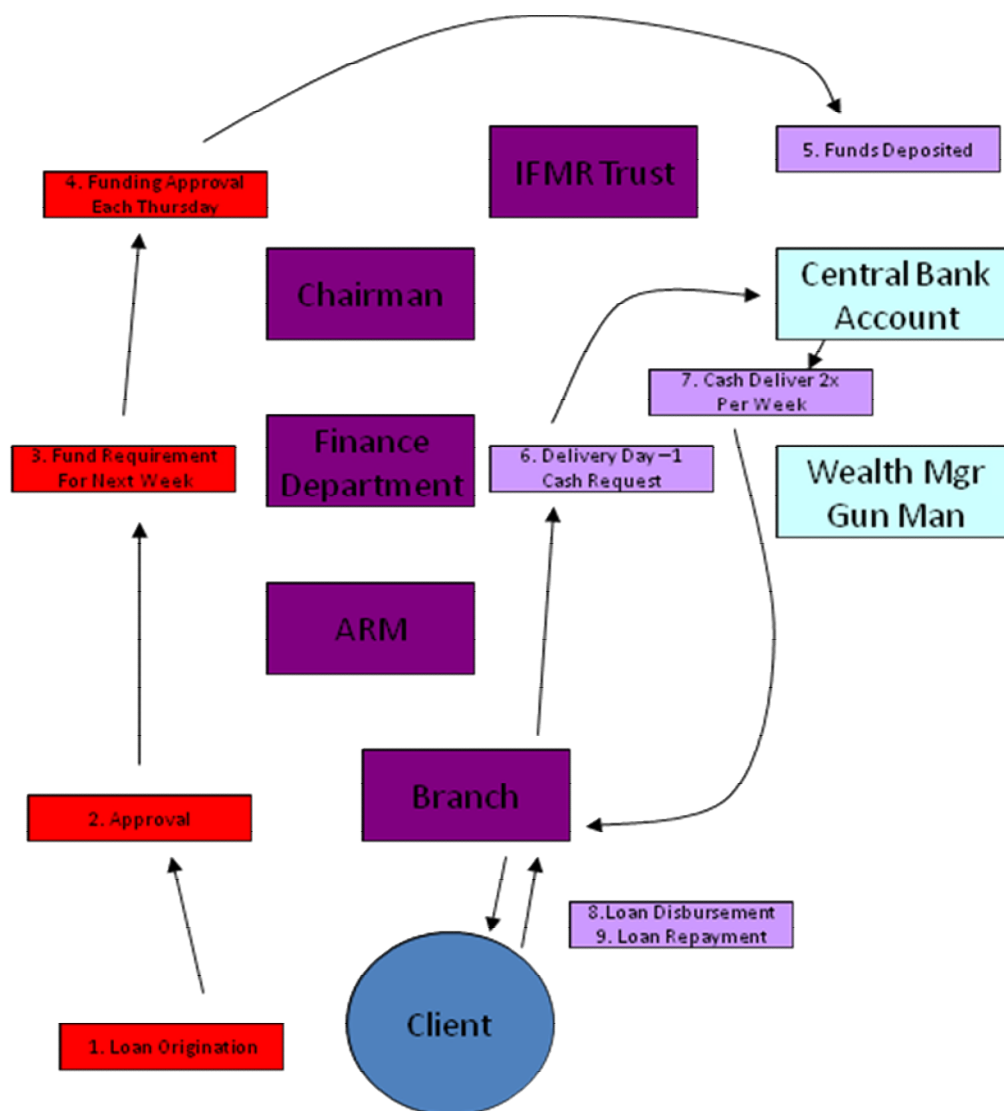 IFMR Trust
5. Funds Deposited
4. Funding Approval
Each Thursday
Chairman
Central Bank
Account
7. Cash Deliver 2x
Per Week
3. Fund Requirement
For Next Week
Finance
Department
6. Delivery Day –1
Cash Request
Wealth Mgr
Gun Man
ARM
Branch
2. Approval
8.Loan Disbursement
9. Loan Repayment
Client
1. Loan Origination